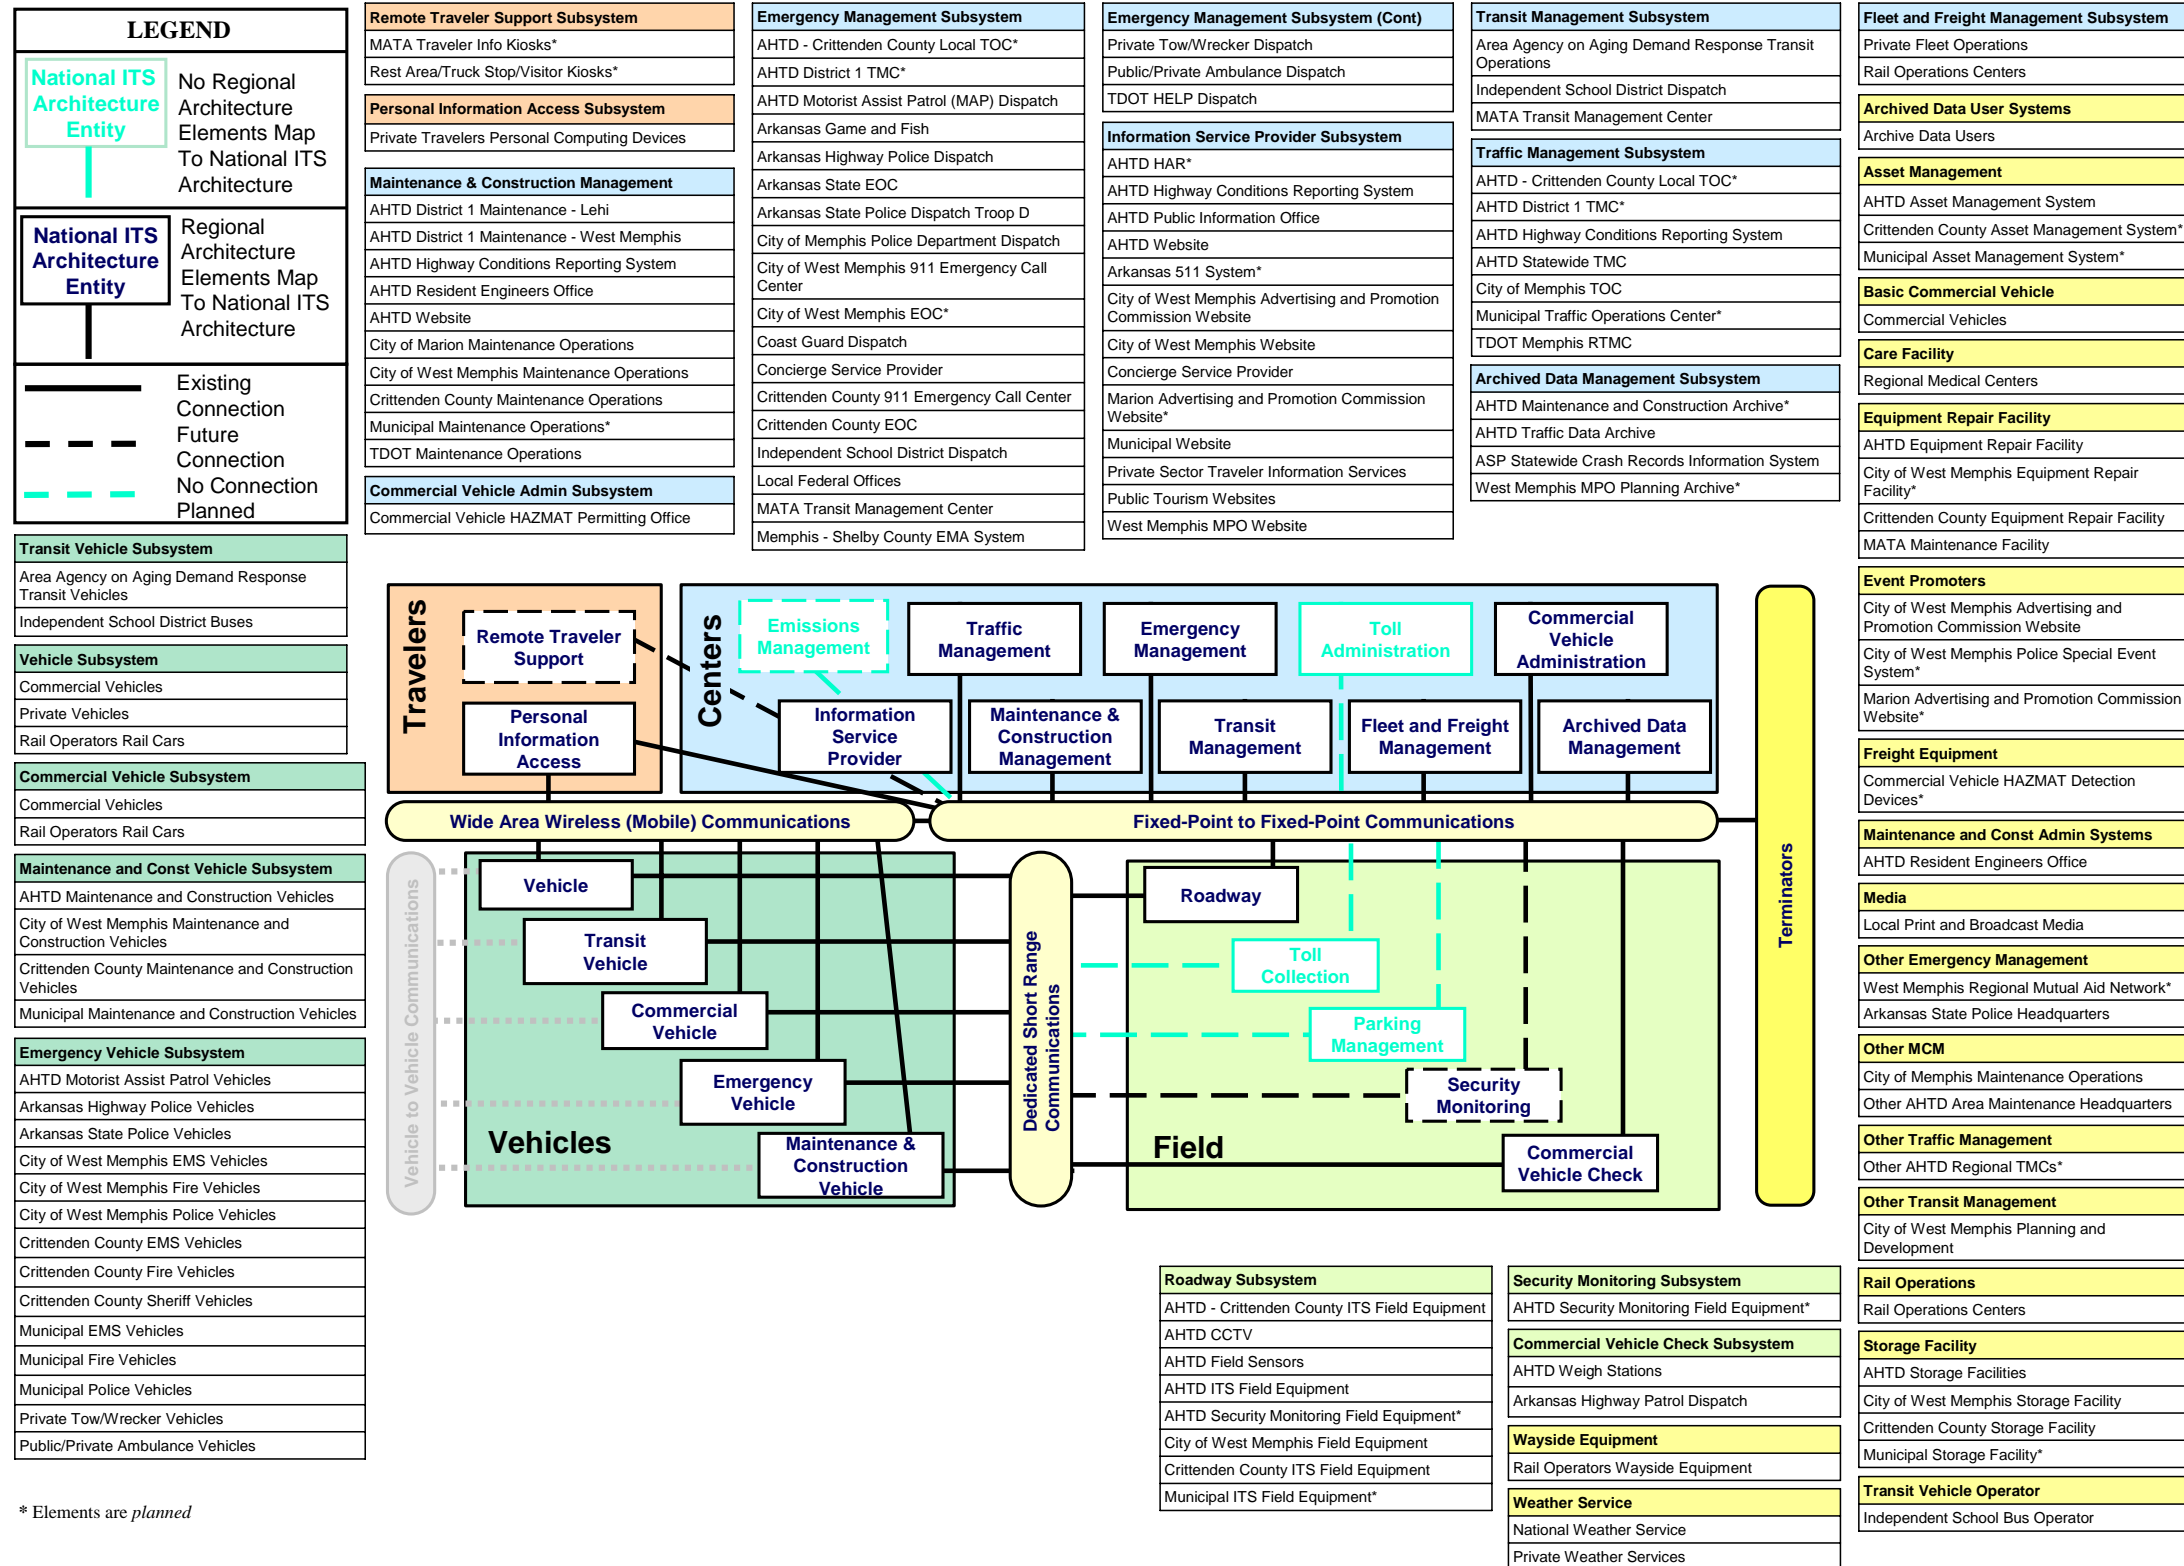 LEGEND
National ITS
Architecture
Entity
No Regional
Architecture
Elements Map
To National ITS
Architecture
National ITS
Architecture
Entity
Regional
Architecture
Elements Map
To National ITS
Architecture
Existing
Connection
Future
Connection
No Connection
Planned
Transit Vehicle Subsystem
Area Agency on Aging Demand Response
Transit Vehicles
Independent School District Buses
Vehicle Subsystem
Commercial Vehicles
Private Vehicles
Rail Operators Rail Cars
Commercial Vehicle Subsystem
Commercial Vehicles
Rail Operators Rail Cars
Maintenance and Const Vehicle Subsystem
AHTD Maintenance and Construction Vehicles
City of West Memphis Maintenance and
Construction Vehicles
Crittenden County Maintenance and Construction
Vehicles
Municipal Maintenance and Construction Vehicles
Emergency Vehicle Subsystem
AHTD Motorist Assist Patrol Vehicles
Arkansas Highway Police Vehicles
Arkansas State Police Vehicles
City of West Memphis EMS Vehicles
City of West Memphis Fire Vehicles
City of West Memphis Police Vehicles
Crittenden County EMS Vehicles
Crittenden County Fire Vehicles
Crittenden County Sheriff Vehicles
Municipal EMS Vehicles
Municipal Fire Vehicles
Municipal Police Vehicles
Private Tow/Wrecker Vehicles
Public/Private Ambulance Vehicles
* Elements are planned
Remote Traveler Support Subsystem
MATA Traveler Info Kiosks*
Rest Area/Truck Stop/Visitor Kiosks*
Personal Information Access Subsystem
Private Travelers Personal Computing Devices
Maintenance & Construction Management
AHTD District 1 Maintenance - Lehi
AHTD District 1 Maintenance - West Memphis
AHTD Highway Conditions Reporting System
AHTD Resident Engineers Office
AHTD Website
City of Marion Maintenance Operations
City of West Memphis Maintenance Operations
Crittenden County Maintenance Operations
Municipal Maintenance Operations*
TDOT Maintenance Operations
Commercial Vehicle Admin Subsystem
Commercial Vehicle HAZMAT Permitting Office
Emergency Management Subsystem
AHTD - Crittenden County Local TOC*
AHTD District 1 TMC*
AHTD Motorist Assist Patrol (MAP) Dispatch
Arkansas Game and Fish
Arkansas Highway Police Dispatch
Arkansas State EOC
Arkansas State Police Dispatch Troop D
City of Memphis Police Department Dispatch
City of West Memphis 911 Emergency Call
Center
City of West Memphis EOC*
Coast Guard Dispatch
Concierge Service Provider
Crittenden County 911 Emergency Call Center
Crittenden County EOC
Independent School District Dispatch
Local Federal Offices
MATA Transit Management Center
Memphis - Shelby County EMA System
Emergency Management Subsystem (Cont)
Private Tow/Wrecker Dispatch
Public/Private Ambulance Dispatch
TDOT HELP Dispatch
Information Service Provider Subsystem
AHTD HAR*
AHTD Highway Conditions Reporting System
AHTD Public Information Office
AHTD Website
Arkansas 511 System*
City of West Memphis Advertising and Promotion
Commission Website
City of West Memphis Website
Concierge Service Provider
Marion Advertising and Promotion Commission
Website*
Municipal Website
Private Sector Traveler Information Services
Public Tourism Websites
West Memphis MPO Website
Transit Management Subsystem
Area Agency on Aging Demand Response Transit
Operations
Independent School District Dispatch
MATA Transit Management Center
Traffic Management Subsystem
AHTD - Crittenden County Local TOC*
AHTD District 1 TMC*
AHTD Highway Conditions Reporting System
AHTD Statewide TMC
City of Memphis TOC
Municipal Traffic Operations Center*
TDOT Memphis RTMC
Archived Data Management Subsystem
AHTD Maintenance and Construction Archive*
AHTD Traffic Data Archive
ASP Statewide Crash Records Information System
West Memphis MPO Planning Archive*
Fleet and Freight Management Subsystem
Private Fleet Operations
Rail Operations Centers
Archived Data User Systems
Archive Data Users
Asset Management
AHTD Asset Management System
Crittenden County Asset Management System*
Municipal Asset Management System*
Basic Commercial Vehicle
Commercial Vehicles
Care Facility
Regional Medical Centers
Equipment Repair Facility
AHTD Equipment Repair Facility
City of West Memphis Equipment Repair
Facility*
Crittenden County Equipment Repair Facility
MATA Maintenance Facility
Event Promoters
City of West Memphis Advertising and
Promotion Commission Website
City of West Memphis Police Special Event
System*
Marion Advertising and Promotion Commission
Website*
Freight Equipment
Commercial Vehicle HAZMAT Detection
Devices*
Maintenance and Const Admin Systems
AHTD Resident Engineers Office
Media
Local Print and Broadcast Media
Other Emergency Management
West Memphis Regional Mutual Aid Network*
Arkansas State Police Headquarters
Other MCM
City of Memphis Maintenance Operations
Other AHTD Area Maintenance Headquarters
Other Traffic Management
Other AHTD Regional TMCs*
Other Transit Management
City of West Memphis Planning and
Development
Rail Operations
Rail Operations Centers
Storage Facility
AHTD Storage Facilities
City of West Memphis Storage Facility
Crittenden County Storage Facility
Municipal Storage Facility*
Transit Vehicle Operator
Independent School Bus Operator
Travelers
Remote Traveler
Support
Personal
Information
Access
Centers
Emissions
Management
Traffic
Management
Emergency
Management
Toll
Administration
Commercial
Vehicle
Administration
Information
Service
Provider
Maintenance &
Construction
Management
Transit
Management
Fleet and Freight
Management
Archived Data
Management
Wide Area Wireless (Mobile) Communications
Fixed-Point to Fixed-Point Communications
Terminators
Vehicle to Vehicle Communications
Vehicle
Transit
Vehicle
Commercial
Vehicle
Emergency
Vehicle
Maintenance &
Construction
Vehicle
Vehicles
Dedicated Short Range
Communications
Roadway
Toll
Collection
Parking
Management
Security
Monitoring
Commercial
Vehicle Check
Field
Roadway Subsystem
AHTD - Crittenden County ITS Field Equipment
AHTD CCTV
AHTD Field Sensors
AHTD ITS Field Equipment
AHTD Security Monitoring Field Equipment*
City of West Memphis Field Equipment
Crittenden County ITS Field Equipment
Municipal ITS Field Equipment*
Security Monitoring Subsystem
AHTD Security Monitoring Field Equipment*
Commercial Vehicle Check Subsystem
AHTD Weigh Stations
Arkansas Highway Patrol Dispatch
Wayside Equipment
Rail Operators Wayside Equipment
Weather Service
National Weather Service
Private Weather Services